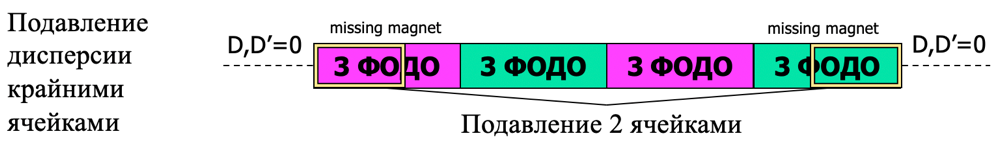 Подавление
дисперсии
крайними
ячейками
missing magnet
missing magnet
D,D’=0
3 ФОДО
3 ФОДО
3 ФОДО
3 ФОДО
D,D’=0
Подавление 2 ячейками